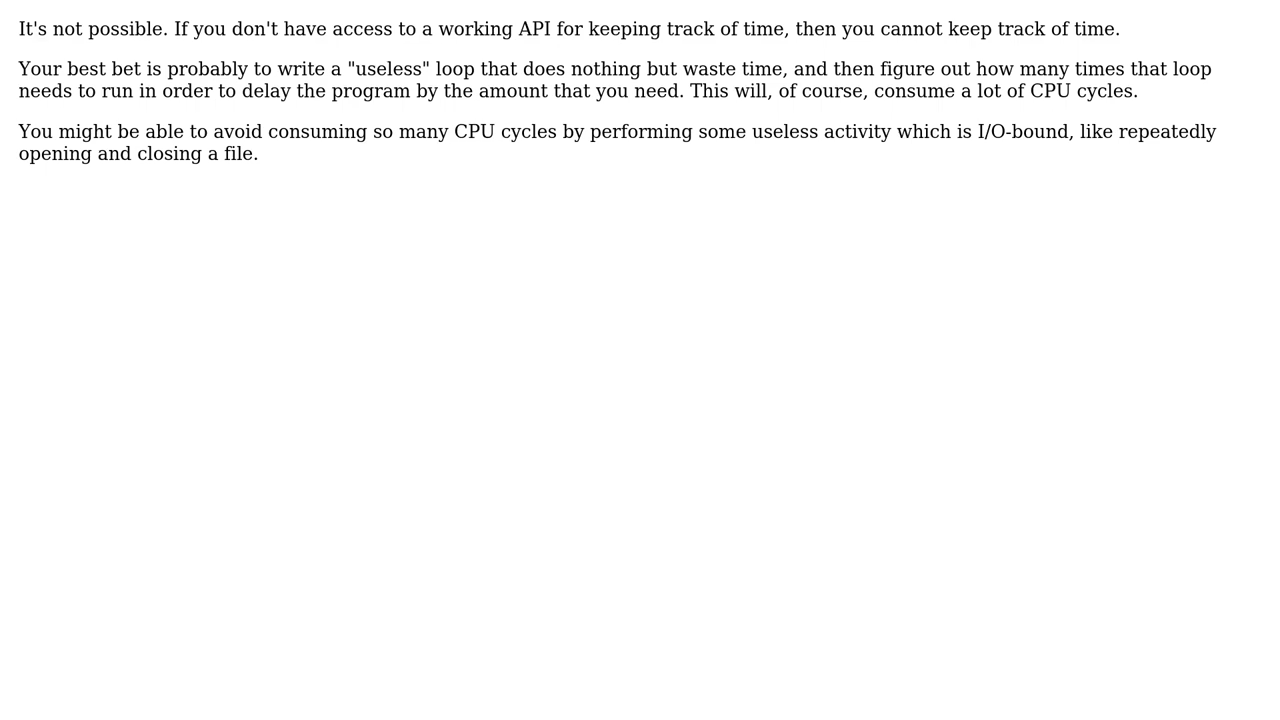 It's not possible. If you don't have access to a working API for keeping track of time, then you cannot keep track of time.
Your best bet is probably to write a "useless" loop that does nothing but waste time, and then figure out how many times that loop
needs to run in order to delay the program by the amount that you need. This will, of course, consume a lot of CPU cycles.
You might be able to avoid consuming so many CPU cycles by performing some useless activity which is I/O-bound, like repeatedly
opening and closing a file.